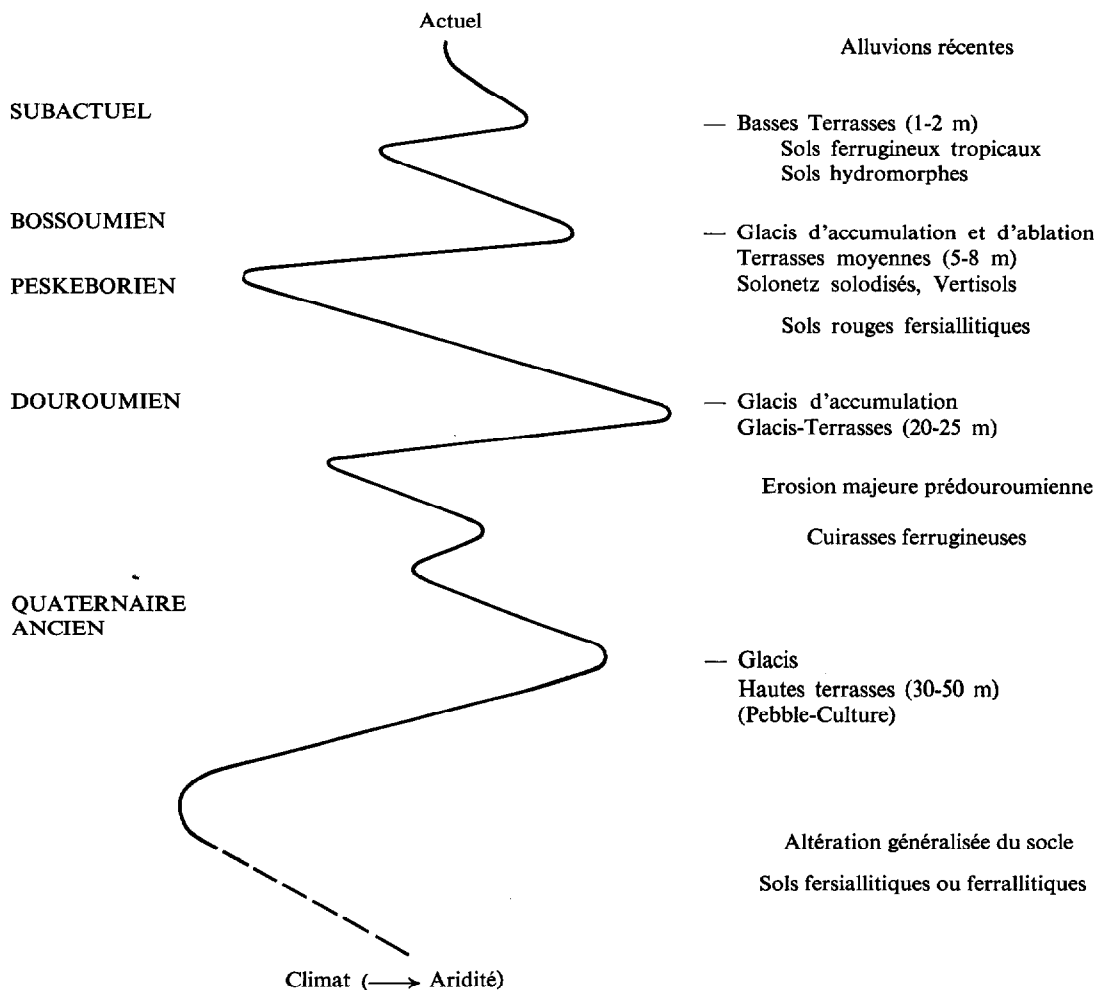 Actuel
Alluvions récentes
SUBACTUEL
— Basses Terrasses (1-2 m)
Sols ferrugineux tropicaux
Sols hydromorphes
BOSSOUMIEN
— Glacis d'accumulation et d'ablation
Terrasses moyennes (5-8 m)
PESKEBORIEN
Solonetz solodisés, Vertisols
Sols rouges fersiallitiques
DOUROUMIEN
— Glacis d'accumulation
Glacis-Terrasses (20-25 m)
Erosion majeure prédouroumienne
Cuirasses ferrugineuses
QUATERNAIRE
ANCIEN
— Glacis
Hautes terrasses (30-50 m)
(Pebble-Culture)
Altération généralisée du socle
Sols fersiallitiques ou ferrallitiques
Climat (⟶ Aridité)